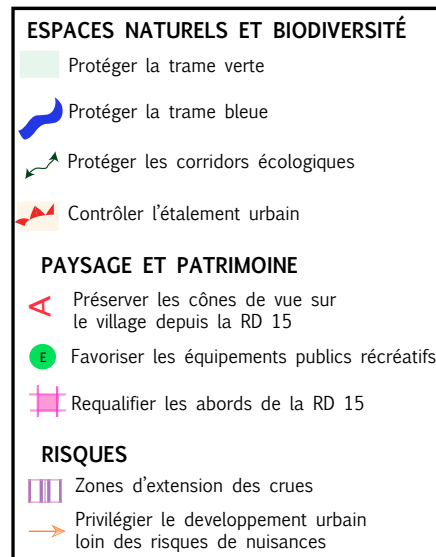 ESPACES NATURELS ET BIODIVERSITÉ
Protéger la trame verte
Protéger la trame bleue
Protéger les corridors écologiques
Contrôler l'étalement urbain
PAYSAGE ET PATRIMOINE
A Préserver les cônes de vue sur
le village depuis la RD 15
E Favoriser les équipements publics récréatifs
Requalifier les abords de la RD 15
RISQUES
Zones d'extension des crues
Privilégier le developpement urbain
loin des risques de nuisances